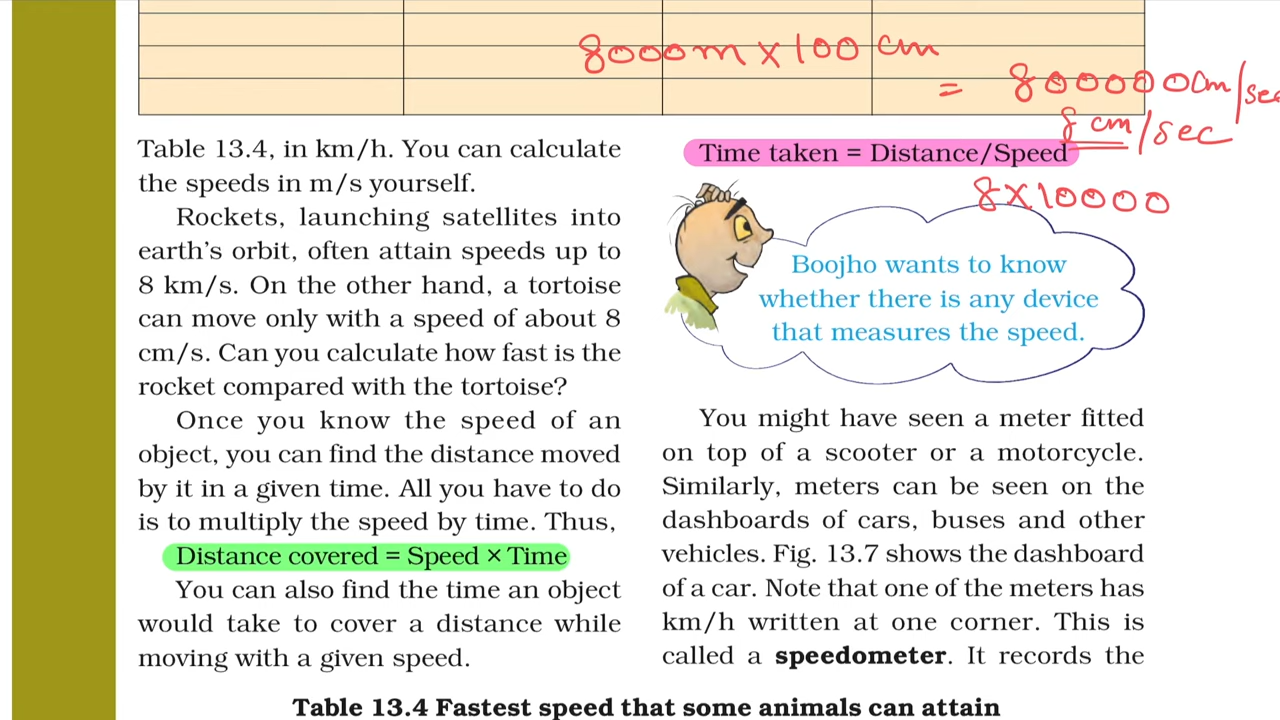 8000m × 100 cm
= 800000cm/sec
8 cm/sec
8×10000
Table 13.4, in km/h. You can calculate
the speeds in m/s yourself.
Rockets, launching satellites into
earth's orbit, often attain speeds up to
8 km/s. On the other hand, a tortoise
can move only with a speed of about 8
cm/s. Can you calculate how fast is the
rocket compared with the tortoise?
Once you know the speed of an
object, you can find the distance moved
by it in a given time. All you have to do
is to multiply the speed by time. Thus,
Distance covered = Speed × Time
You can also find the time an object
would take to cover a distance while
moving with a given speed.
Time taken = Distance/Speed
Boojho wants to know
whether there is any device
that measures the speed.
You might have seen a meter fitted
on top of a scooter or a motorcycle.
Similarly, meters can be seen on the
dashboards of cars, buses and other
vehicles. Fig. 13.7 shows the dashboard
of a car. Note that one of the meters has
km/h written at one corner. This is
called a speedometer. It records the
Table 13.4 Fastest speed that some animals can attain